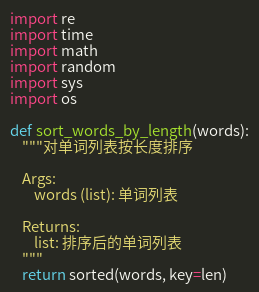 import re
import time
import math
import random
import sys
import os

def sort_words_by_length(words):
    """对单词列表按长度排序

    Args:
        words (list): 单词列表

    Returns:
        list: 排序后的单词列表
    """
    return sorted(words, key=len)